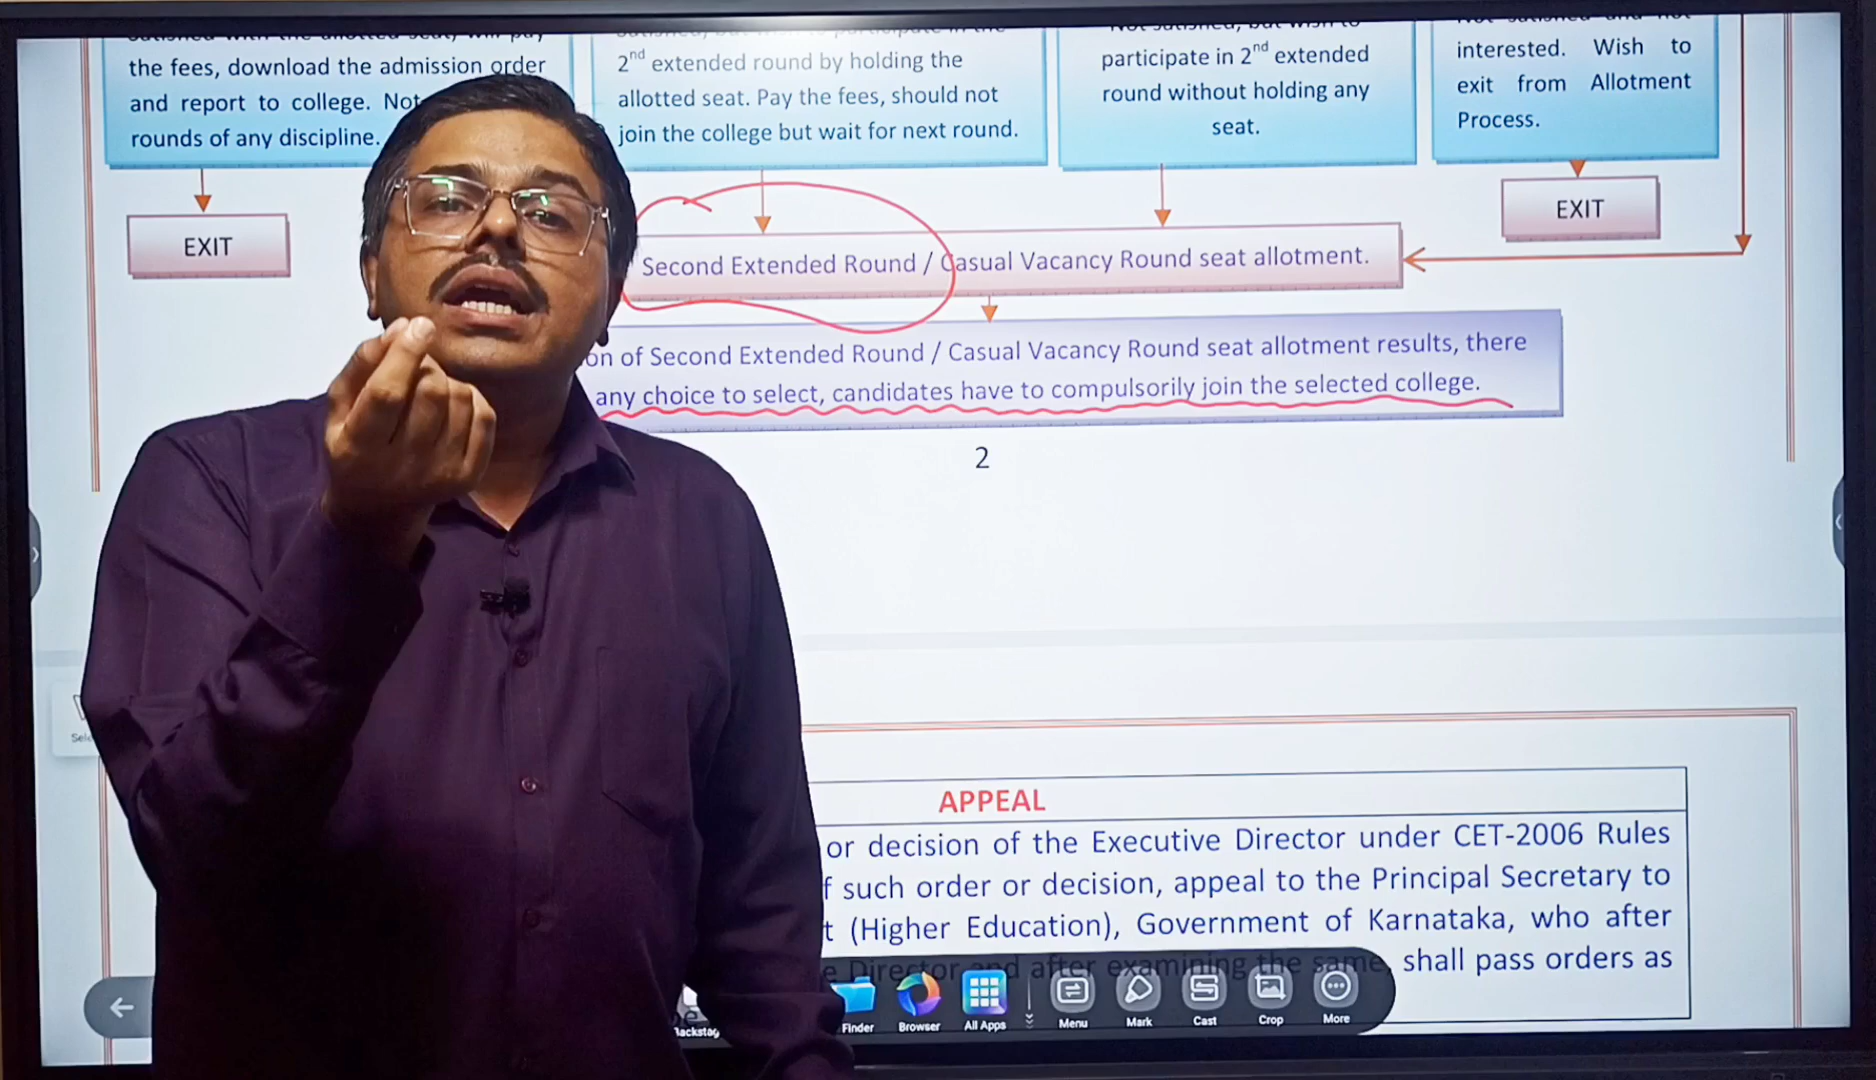 the fees, download the admission order
and report to college. Not
rounds of any discipline.
2nd extended round by holding the
allotted seat. Pay the fees, should not
join the college but wait for next round.
participate in 2nd extended
round without holding any
seat.
interested. Wish to
exit from Allotment
Process.
EXIT
EXIT
Second Extended Round / Casual Vacancy Round seat allotment.
on of Second Extended Round / Casual Vacancy Round seat allotment results, there
any choice to select, candidates have to compulsorily join the selected college.
2
APPEAL
or decision of the Executive Director under CET-2006 Rules
f such order or decision, appeal to the Principal Secretary to
t (Higher Education), Government of Karnataka, who after
e Director and after examining the same, shall pass orders as
Finder
Browser
All Apps
Menu
Mark
Cast
Crop
More